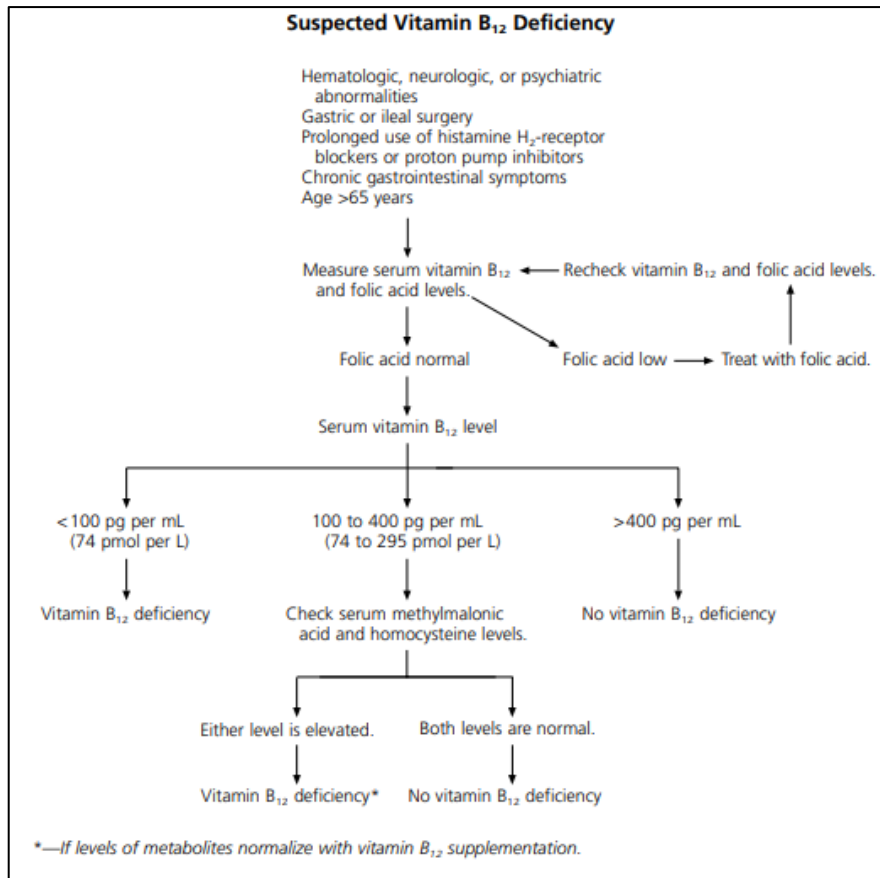 Suspected Vitamin B₁₂ Deficiency
Hematologic, neurologic, or psychiatric
abnormalities
Gastric or ileal surgery
Prolonged use of histamine H₂-receptor
blockers or proton pump inhibitors
Chronic gastrointestinal symptoms
Age >65 years
Measure serum vitamin B₁₂
and folic acid levels.
Recheck vitamin B₁₂ and folic acid levels.
Folic acid normal
Folic acid low
Treat with folic acid.
Serum vitamin B₁₂ level
<100 pg per mL
(74 pmol per L)
100 to 400 pg per mL
(74 to 295 pmol per L)
>400 pg per mL
Vitamin B₁₂ deficiency
Check serum methylmalonic
acid and homocysteine levels.
No vitamin B₁₂ deficiency
Either level is elevated.
Both levels are normal.
Vitamin B₁₂ deficiency*
No vitamin B₁₂ deficiency
*—If levels of metabolites normalize with vitamin B₁₂ supplementation.